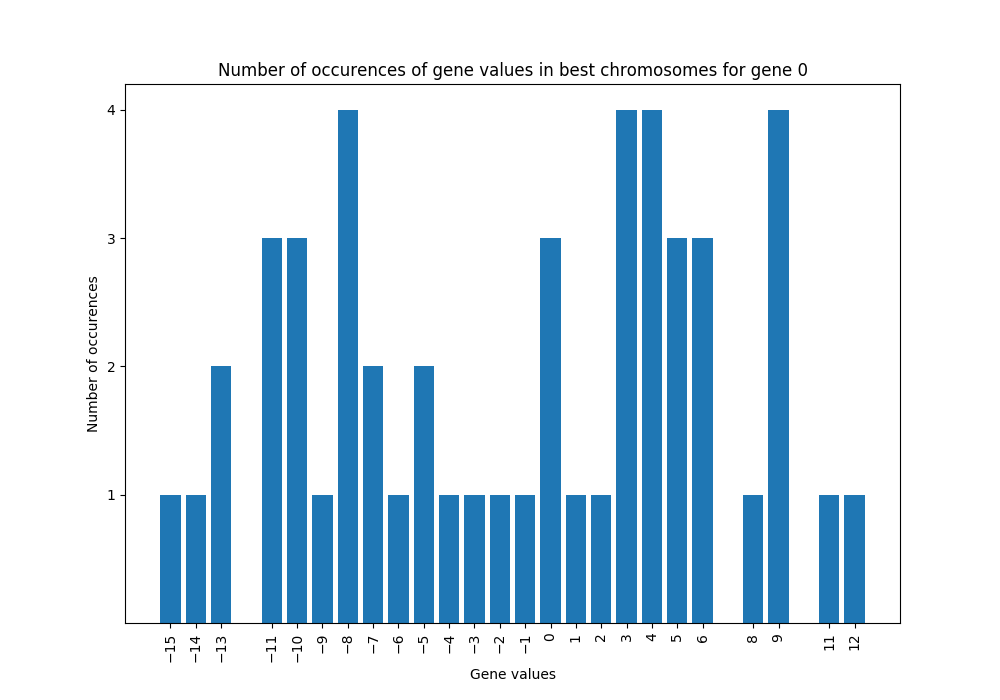 Number of occurences of gene values in best chromosomes for gene 0
4
3
2
1
Number of occurences
−15 −14 −13 −11 −10 −9 −8 −7 −6 −5 −4 −3 −2 −1 0 1 2 3 4 5 6 8 9 11 12
Gene values